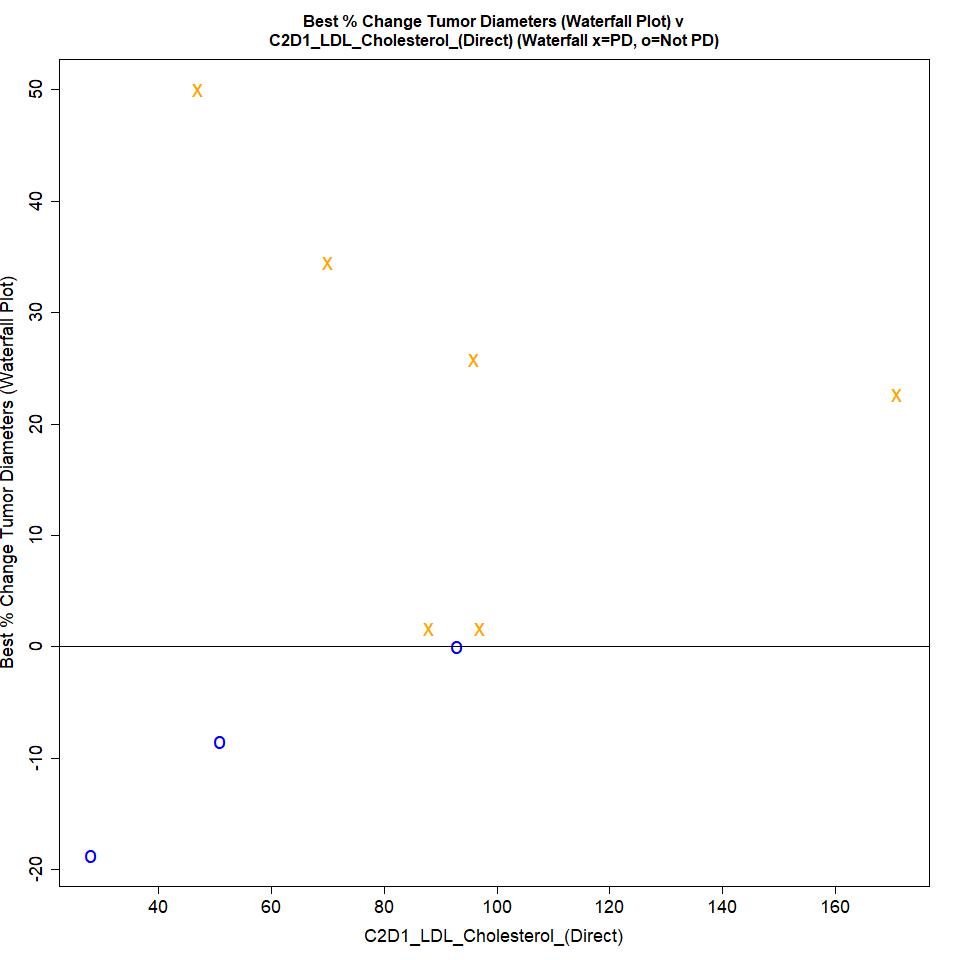 Best % Change Tumor Diameters (Waterfall Plot) v
C2D1_LDL_Cholesterol_(Direct) (Waterfall x=PD, o=Not PD)
Best % Change Tumor Diameters (Waterfall Plot)
50
40
30
20
10
0
-10
-20
X
X
X
X
X
X
O
O
O
40
60
80
100
120
140
160
C2D1_LDL_Cholesterol_(Direct)